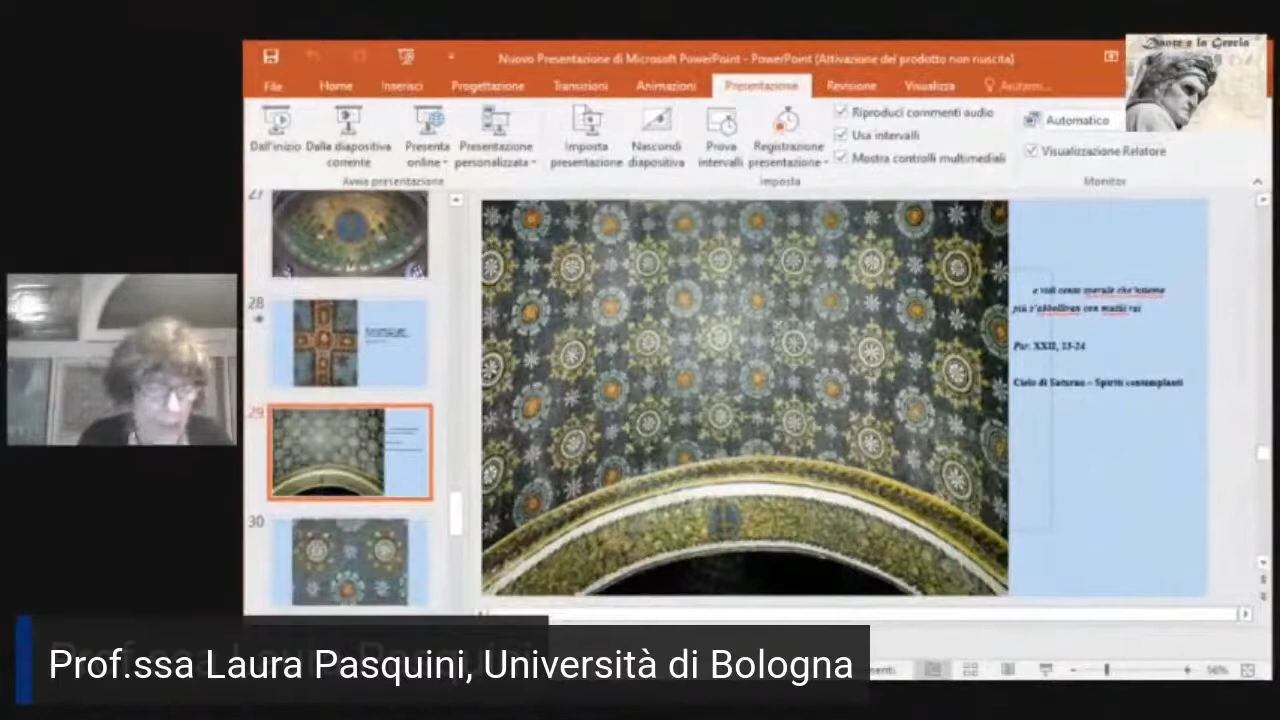 Dante e la Grecia
Nuovo Presentazione di Microsoft PowerPoint - PowerPoint (Altivazione del prodotto non riuscita)
File Home Inserisci Progettazione Transizioni Animazioni Presentazione Revisione Visualizza
Dall'inizio
Dalla diapositiva
corrente
Presenta
online
Presentazione
personalizzata
Imposta
presentazione
Nascondi
diapositiva
Prova
intervalli
Registrazione
presentazione
Riproduci commenti audio
Usa intervalli
Mostra controlli multimediali
Automatico
Visualizzazione Relatore
Avvia presentazione
Imposta
Monitor
27
28
29
30
e vidi cento sperule che 'nsieme
più s'abbellivan con mutüi rai
Par. XXII, 23-24
Cielo di Saturno – Spiriti contemplanti
Prof.ssa Laura Pasquini, Università di Bologna
56%